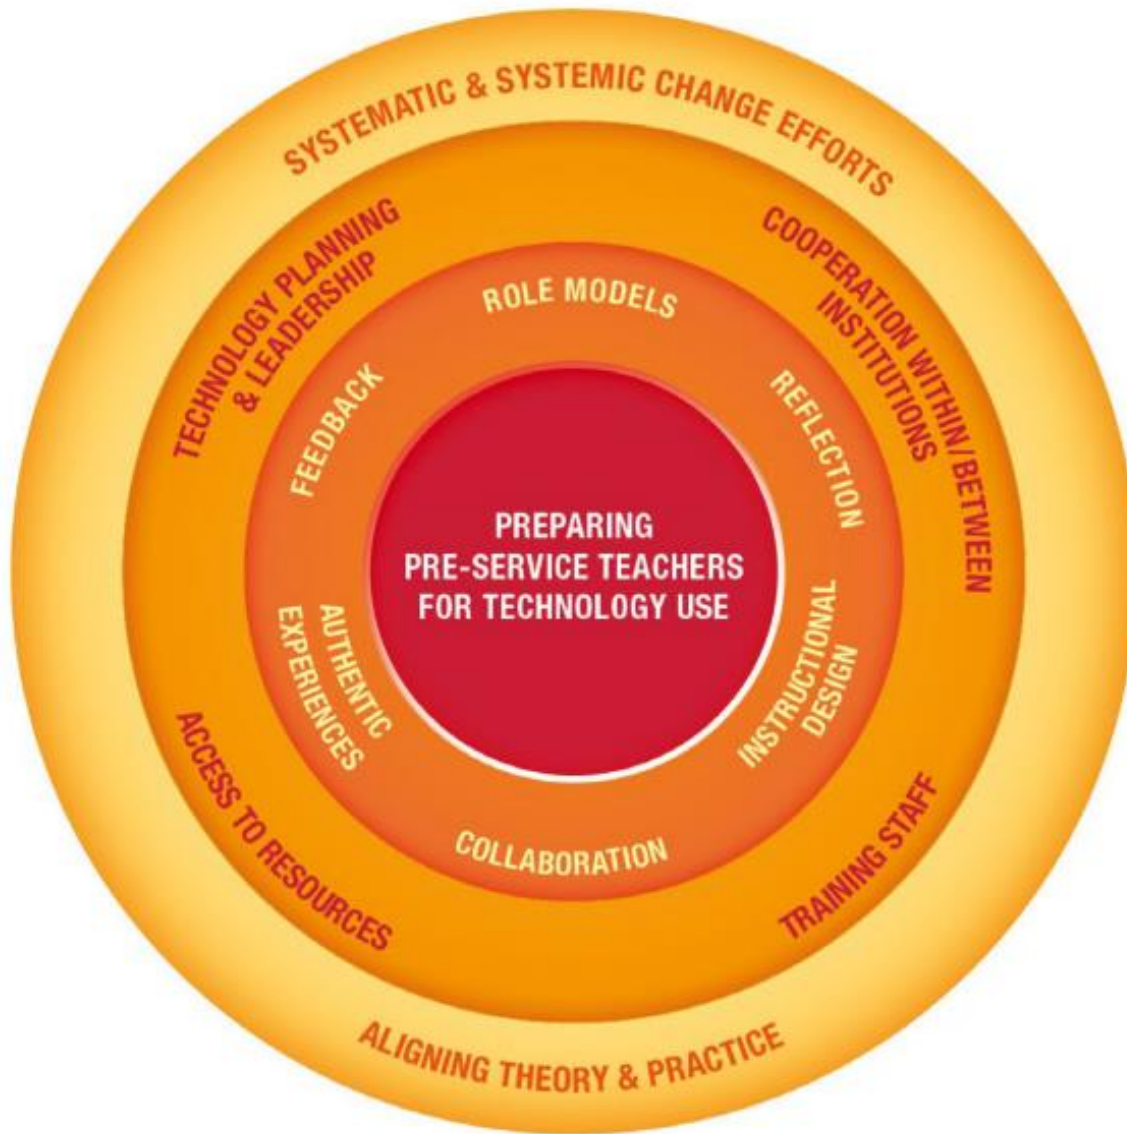 SYSTEMATIC & SYSTEMIC CHANGE EFFORTS
TECHNOLOGY PLANNING
& LEADERSHIP
COOPERATION WITHIN/BETWEEN
INSTITUTIONS
ROLE MODELS
FEEDBACK
REFLECTION
PREPARING
PRE-SERVICE TEACHERS
FOR TECHNOLOGY USE
AUTHENTIC
EXPERIENCES
INSTRUCTIONAL
DESIGN
COLLABORATION
ACCESS TO RESOURCES
TRAINING STAFF
ALIGNING THEORY & PRACTICE